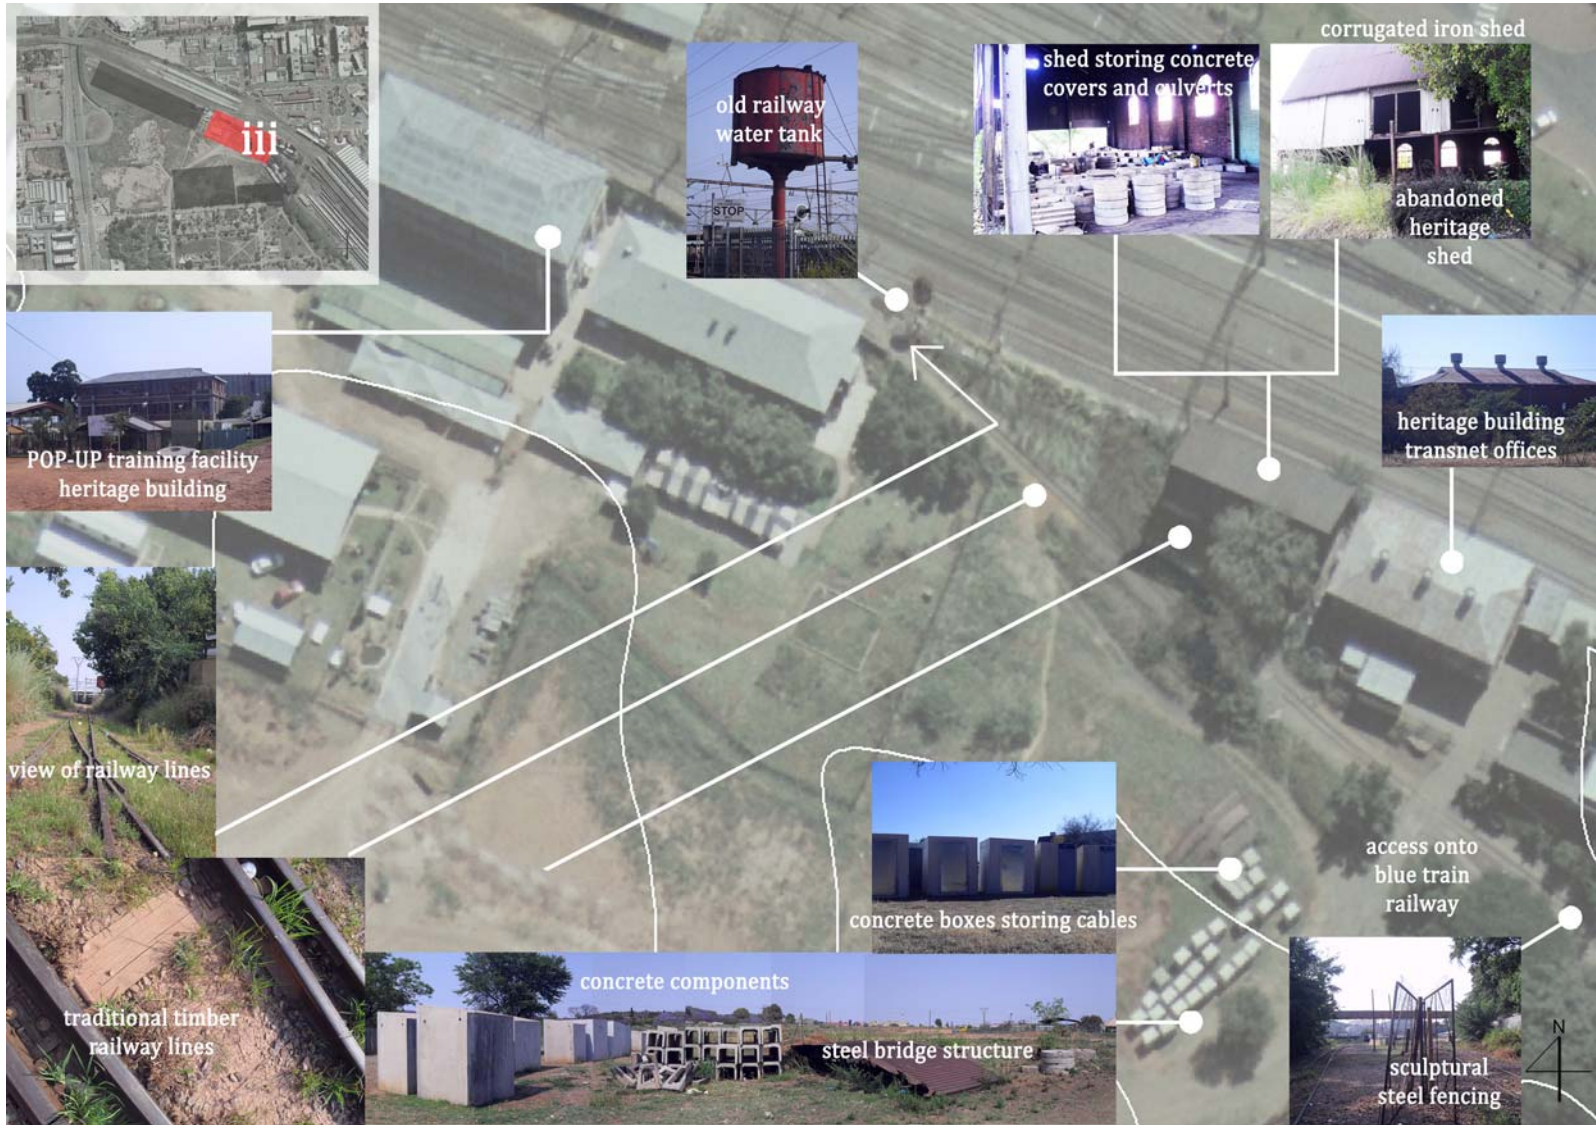 iii
old railway
water tank
STOP
shed storing concrete
covers and culverts
corrugated iron shed
abandoned
heritage
shed
POP-UP training facility
heritage building
heritage building
transnet offices
view of railway lines
traditional timber
railway lines
concrete boxes storing cables
access onto
blue train
railway
concrete components
steel bridge structure
sculptural
steel fencing
N